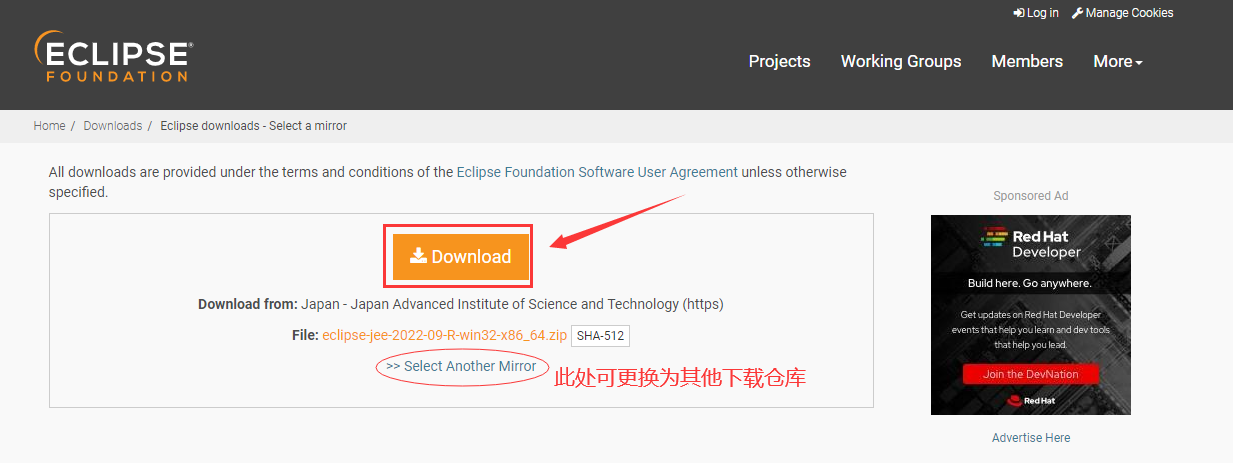 Log in Manage Cookies
ECLIPSE®
FOUNDATION
Projects Working Groups Members More
Home / Downloads / Eclipse downloads - Select a mirror
All downloads are provided under the terms and conditions of the Eclipse Foundation Software User Agreement unless otherwise
specified.
Download
Download from: Japan - Japan Advanced Institute of Science and Technology (https)
File: eclipse-jee-2022-09-R-win32-x86_64.zip SHA-512
>> Select Another Mirror
此处可更换为其他下载仓库
Sponsored Ad
Red Hat
Developer
Build here. Go anywhere.
Get updates on Red Hat Developer
events that help you learn and dev tools
that help you lead.
Join the DevNation
Red Hat
Advertise Here